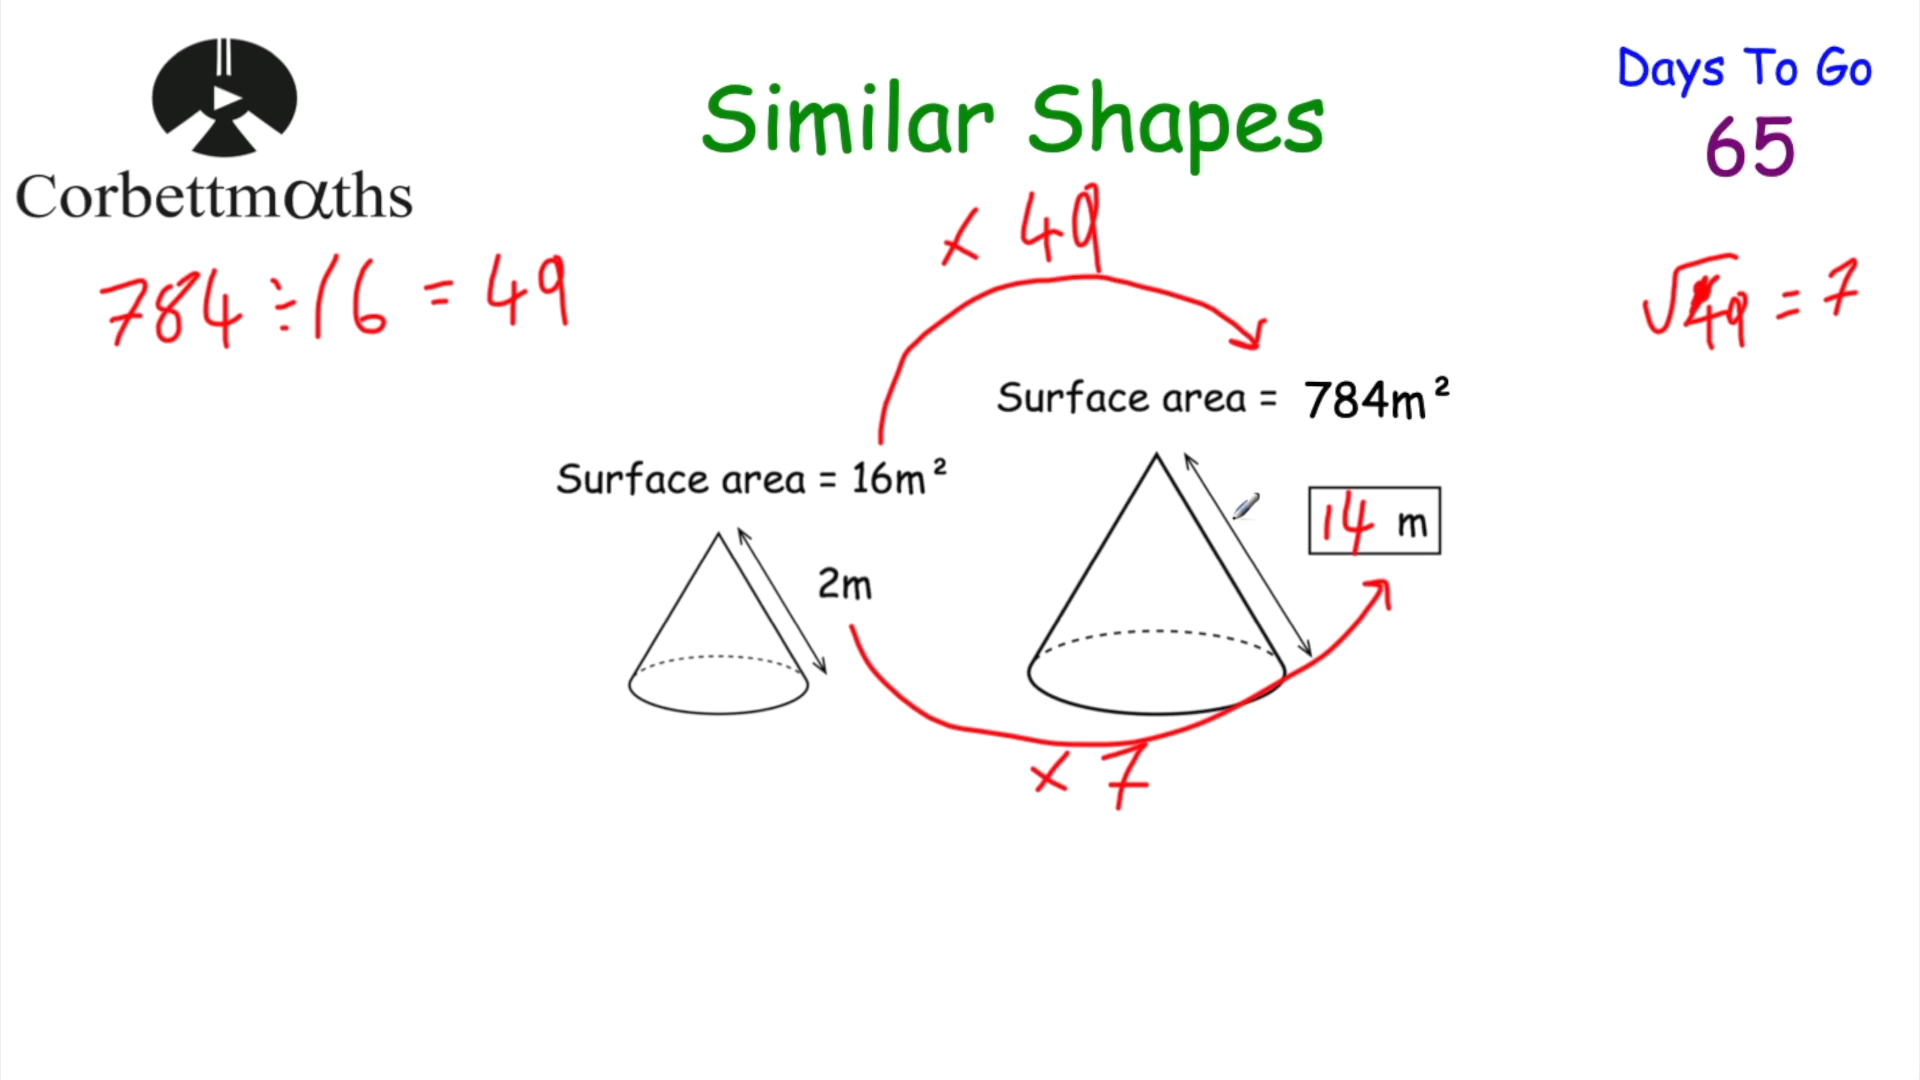 Corbettmαths
Similar Shapes
Days To Go
65
784 ÷ 16 = 49
× 49
√49 = 7
Surface area = 784m²
Surface area = 16m²
14 m
2m
× 7